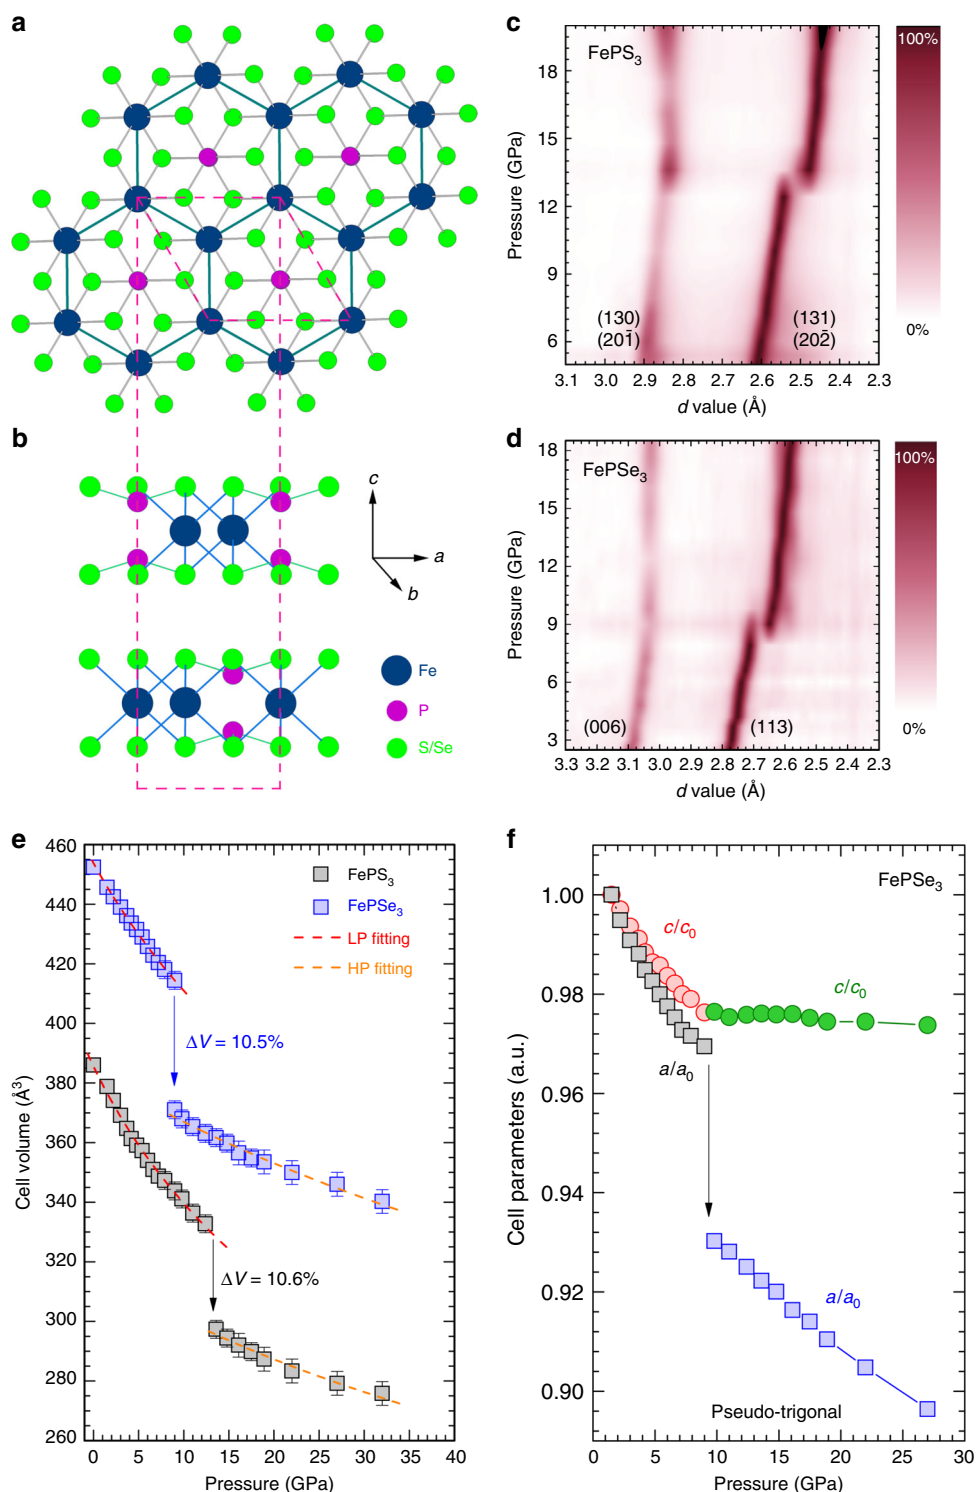 a
b
c
a
b
Fe
P
S/Se
c
FePS₃
Pressure (GPa)
18
15
12
9
6
(130)
(201̄)
(131)
(202̄)
3.1 3.0 2.9 2.8 2.7 2.6 2.5 2.4 2.3
d value (Å)
100%
0%
d
FePSe₃
Pressure (GPa)
18
15
12
9
6
3
(006)
(113)
3.3 3.2 3.1 3.0 2.9 2.8 2.7 2.6 2.5 2.4 2.3
d value (Å)
100%
0%
e
Cell volume (Å³)
460
440
420
400
380
360
340
320
300
280
260
FePS₃
FePSe₃
LP fitting
HP fitting
ΔV = 10.5%
ΔV = 10.6%
0 5 10 15 20 25 30 35 40
Pressure (GPa)
f
Cell parameters (a.u.)
1.00
0.98
0.96
0.94
0.92
0.90
FePSe₃
c/c₀
c/c₀
a/a₀
a/a₀
Pseudo-trigonal
0 5 10 15 20 25 30
Pressure (GPa)